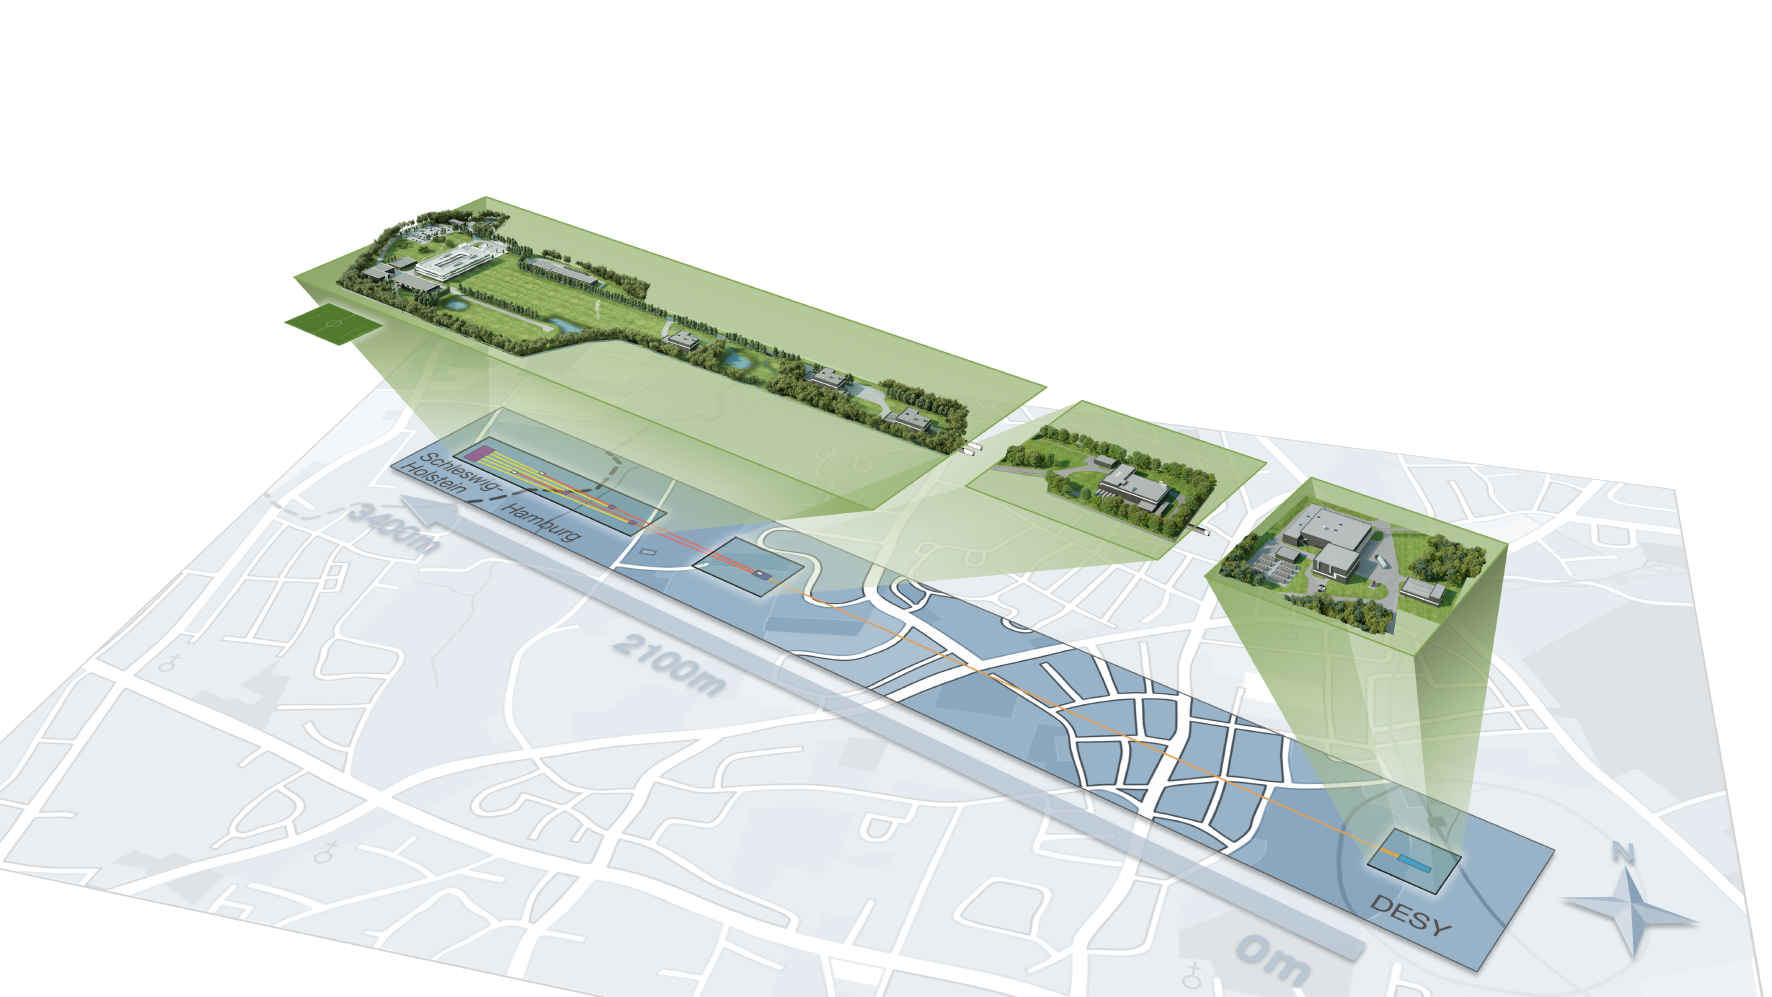 Schleswig-
Holstein
Hamburg
3400m
2100m
N
DESY
0m